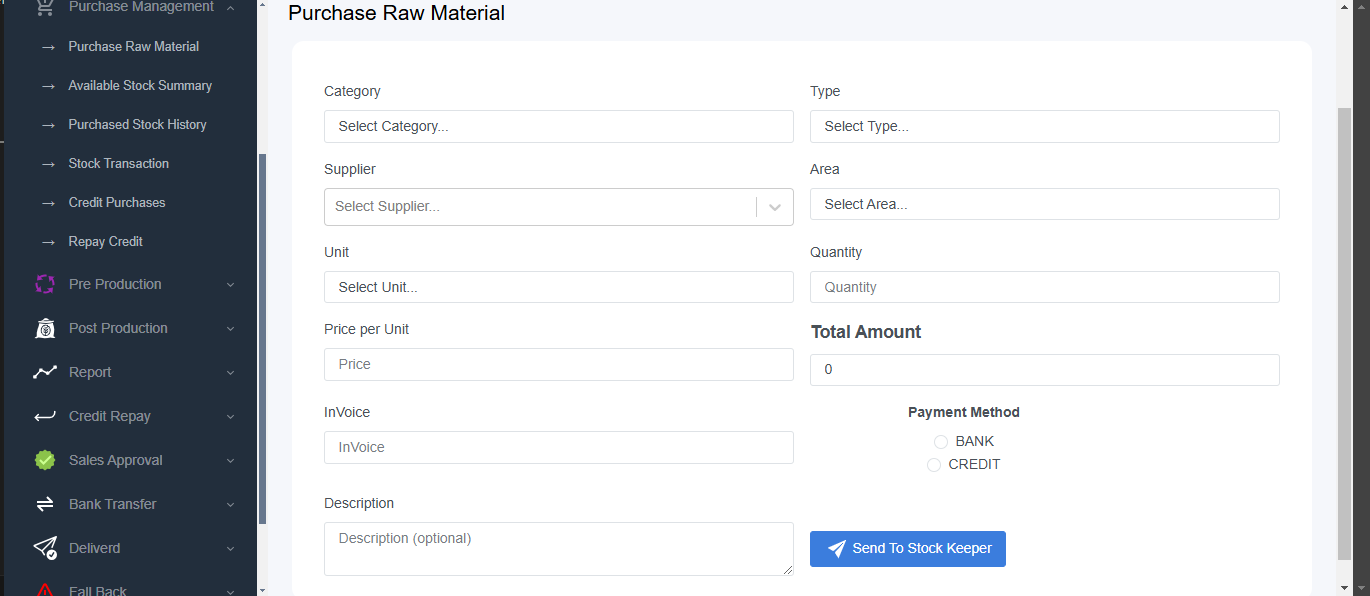 Purchase Management
Purchase Raw Material
Available Stock Summary
Purchased Stock History
Stock Transaction
Credit Purchases
Repay Credit
Pre Production
Post Production
Report
Credit Repay
Sales Approval
Bank Transfer
Deliverd
Fall Back
Purchase Raw Material
Category
Select Category...
Type
Select Type...
Supplier
Select Supplier...
Area
Select Area...
Unit
Select Unit...
Quantity
Quantity
Price per Unit
Price
Total Amount
0
InVoice
InVoice
Payment Method
BANK
CREDIT
Description
Description (optional)
Send To Stock Keeper